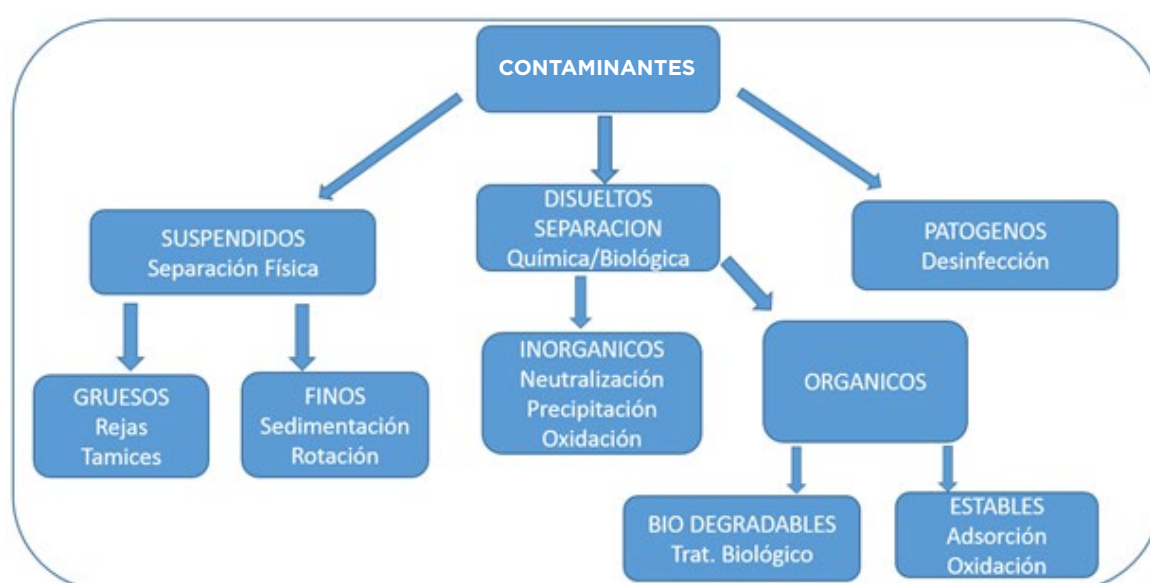 CONTAMINANTES
SUSPENDIDOS
Separación Física
DISUELTOS
SEPARACION
Química/Biológica
PATOGENOS
Desinfección
GRUESOS
Rejas
Tamices
FINOS
Sedimentación
Rotación
INORGANICOS
Neutralización
Precipitación
Oxidación
ORGANICOS
BIO DEGRADABLES
Trat. Biológico
ESTABLES
Adsorción
Oxidación